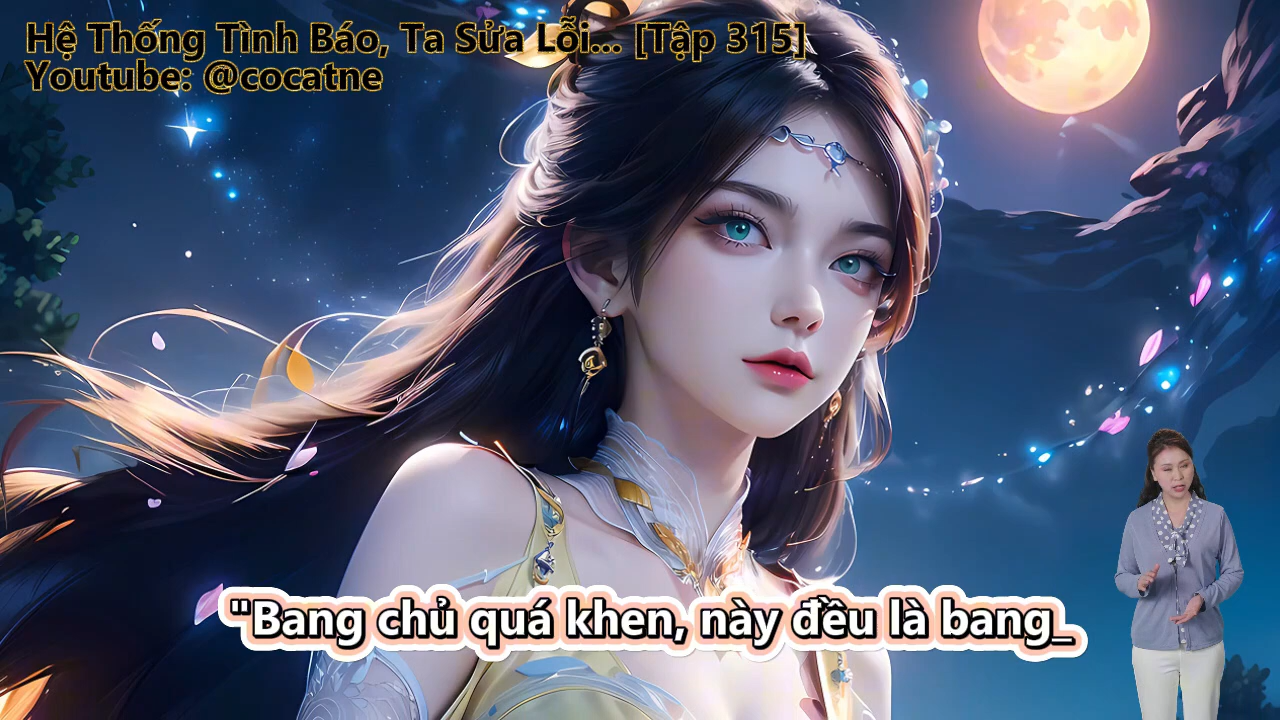 Hệ Thống Tình Báo, Ta Sửa Lỗi... [Tập 315]
Youtube: @cocatne
"Bang chủ quá khen, này đều là bang_